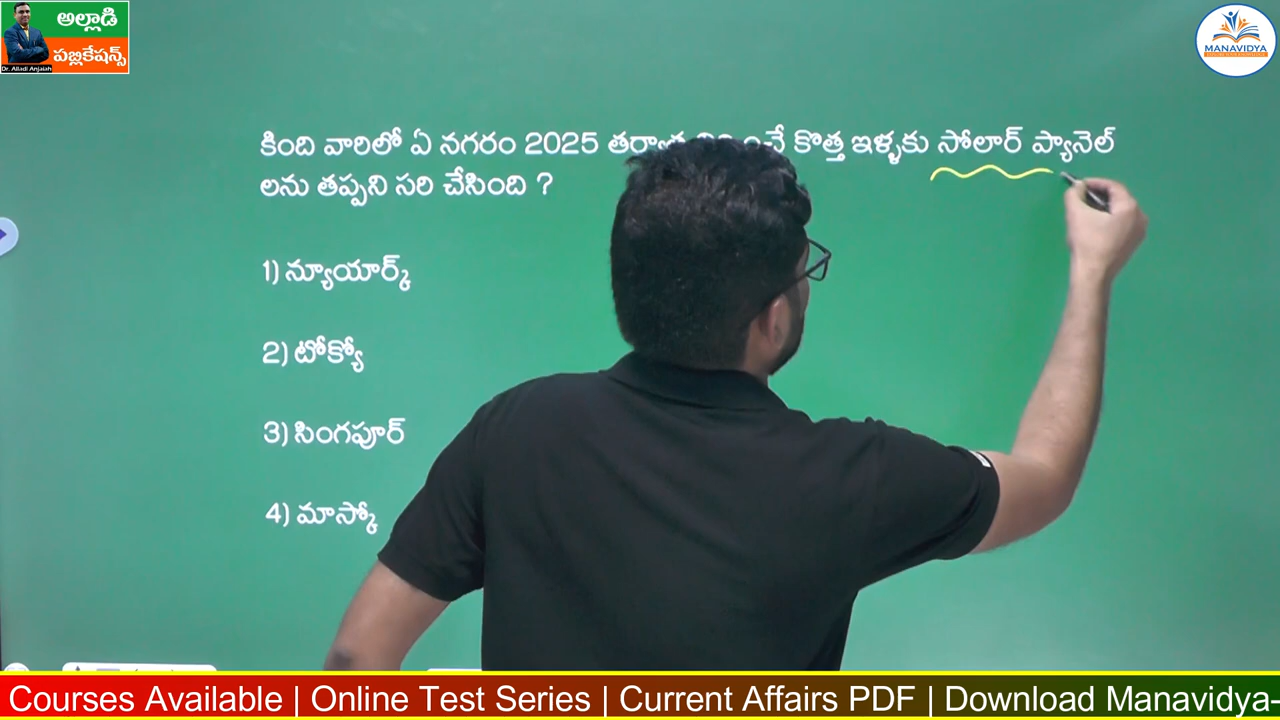 అల్లాడి
పబ్లికేషన్స్
Dr. Alladi Anjaiah
MANAVIDYA
కింది వారిలో ఏ నగరం 2025 కొత్త ఇళ్ళకు సోలార్ ప్యానెల్
లను తప్పని సరి చేసింది ?
1) న్యూయార్క్
2) టోక్యో
3) సింగపూర్
4) మాస్కో
Courses Available | Online Test Series | Current Affairs PDF | Download Manavidya-